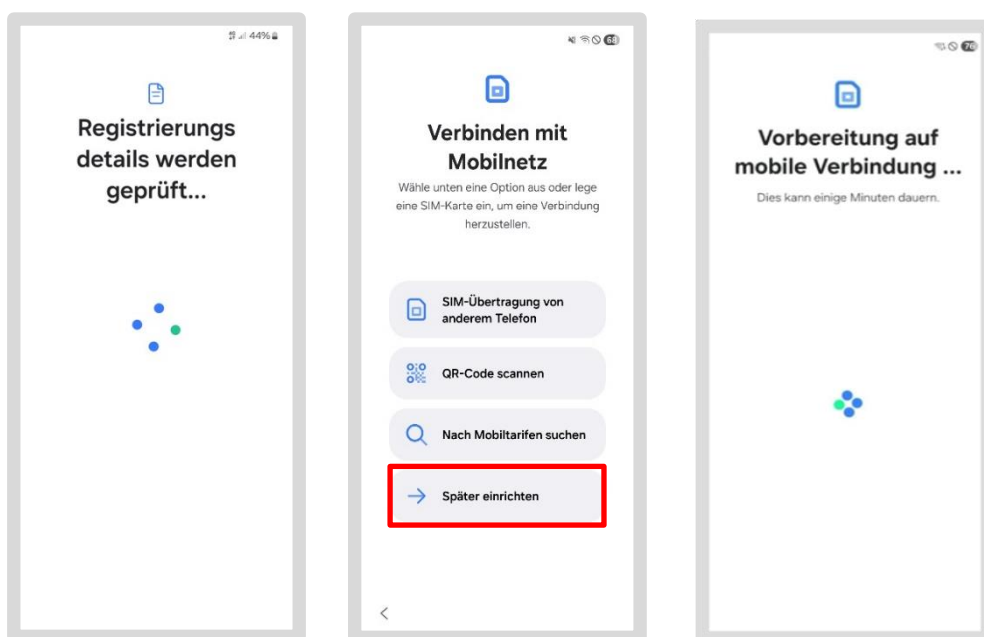 44%
Registrierungs
details werden
geprüft...
68
Verbinden mit
Mobilnetz
Wähle unten eine Option aus oder lege
eine SIM-Karte ein, um eine Verbindung
herzustellen.
SIM-Übertragung von
anderem Telefon
QR-Code scannen
Nach Mobiltarifen suchen
Später einrichten
76
Vorbereitung auf
mobile Verbindung ...
Dies kann einige Minuten dauern.